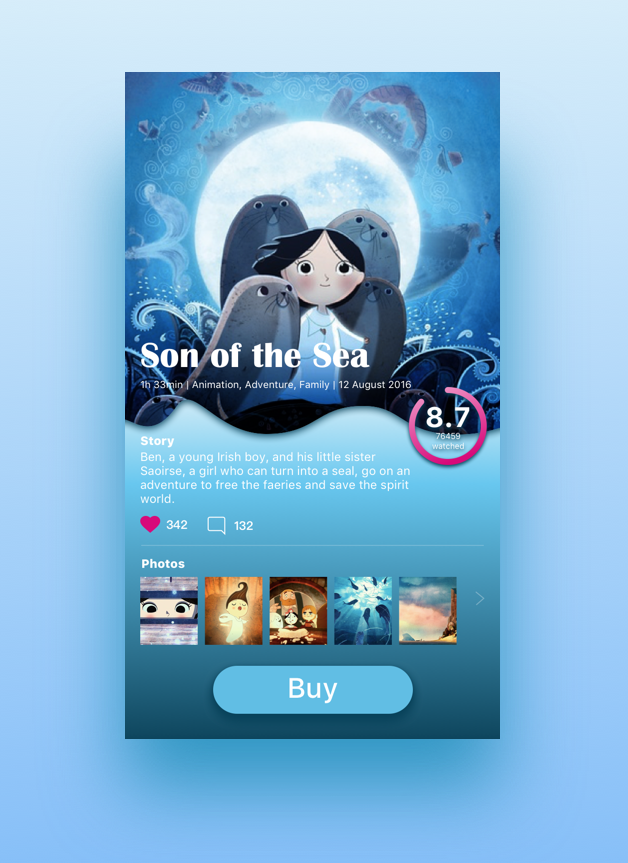 Son of the Sea
1h 33min | Animation, Adventure, Family | 12 August 2016
8.7
76459
watched
Story
Ben, a young Irish boy, and his little sister
Saoirse, a girl who can turn into a seal, go on an
adventure to free the faeries and save the spirit
world.
342
132
Photos
Buy